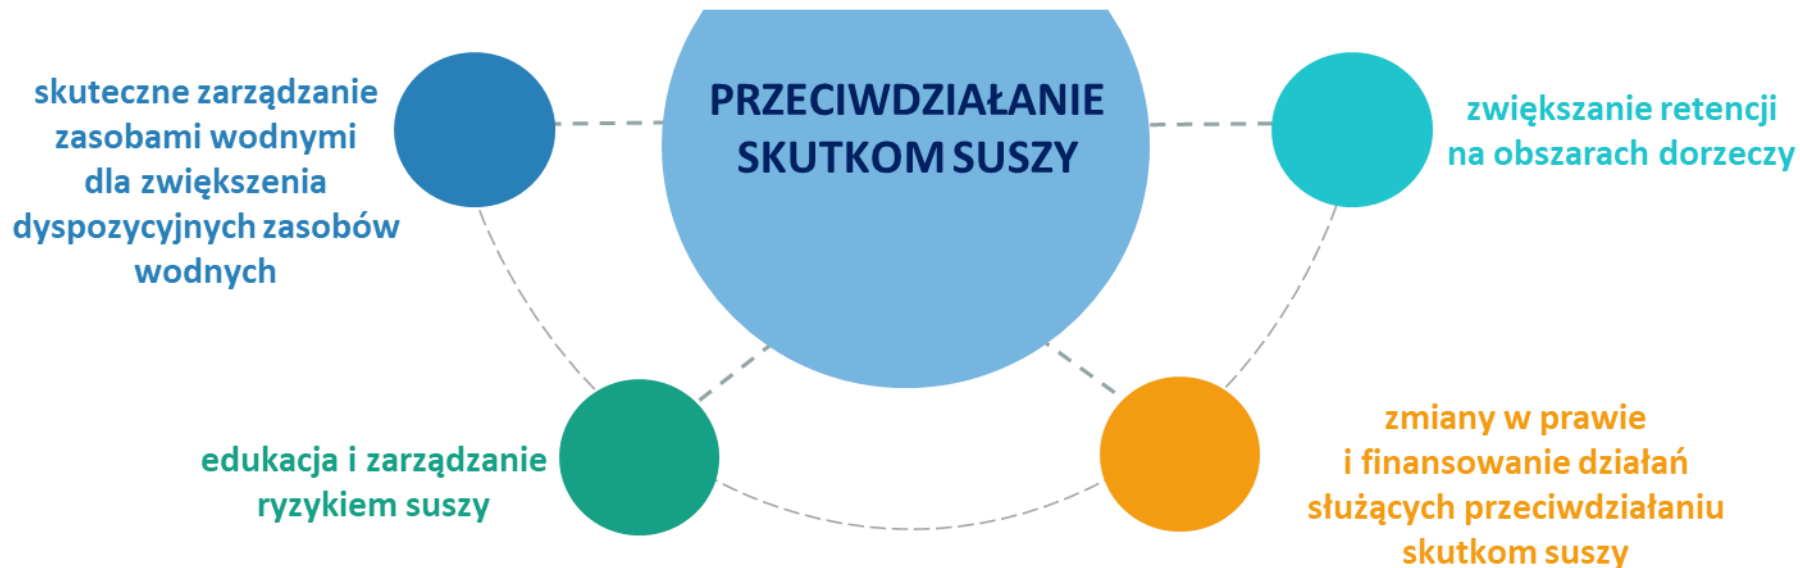 PRZECIWDZIAŁANIE
SKUTKOM SUSZY
skuteczne zarządzanie
zasobami wodnymi
dla zwiększenia
dyspozycyjnych zasobów
wodnych
zwiększanie retencji
na obszarach dorzeczy
edukacja i zarządzanie
ryzykiem suszy
zmiany w prawie
i finansowanie działań
służących przeciwdziałaniu
skutkom suszy